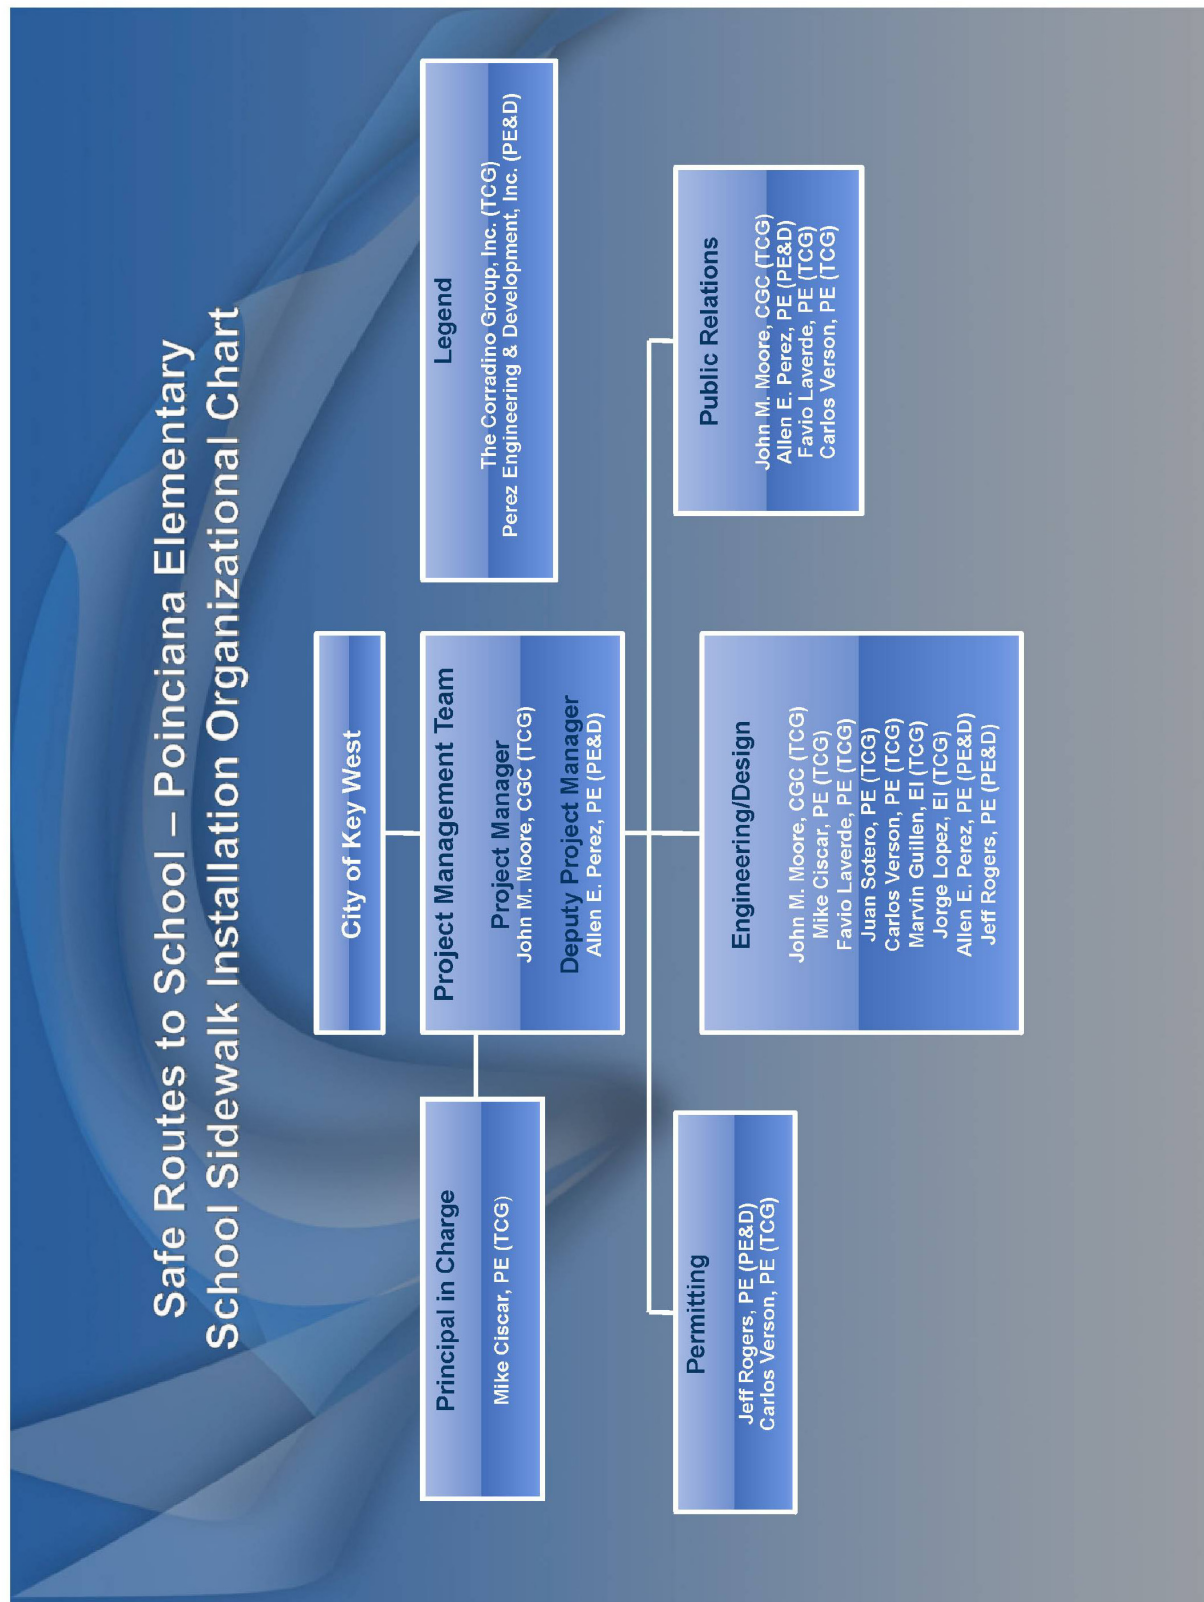 Safe Routes to School – Poinciana Elementary
School Sidewalk Installation Organizational Chart
City of Key West
Principal in Charge
Mike Ciscar, PE (TCG)
Project Management Team
Project Manager
John M. Moore, CGC (TCG)
Deputy Project Manager
Allen E. Perez, PE (PE&D)
Legend
The Corradino Group, Inc. (TCG)
Perez Engineering & Development, Inc. (PE&D)
Permitting
Jeff Rogers, PE (PE&D)
Carlos Verson, PE (TCG)
Engineering/Design
John M. Moore, CGC (TCG)
Mike Ciscar, PE (TCG)
Favio Laverde, PE (TCG)
Juan Sotero, PE (TCG)
Carlos Verson, PE (TCG)
Marvin Guillen, EI (TCG)
Jorge Lopez, EI (TCG)
Allen E. Perez, PE (PE&D)
Jeff Rogers, PE (PE&D)
Public Relations
John M. Moore, CGC (TCG)
Allen E. Perez, PE (PE&D)
Favio Laverde, PE (TCG)
Carlos Verson, PE (TCG)